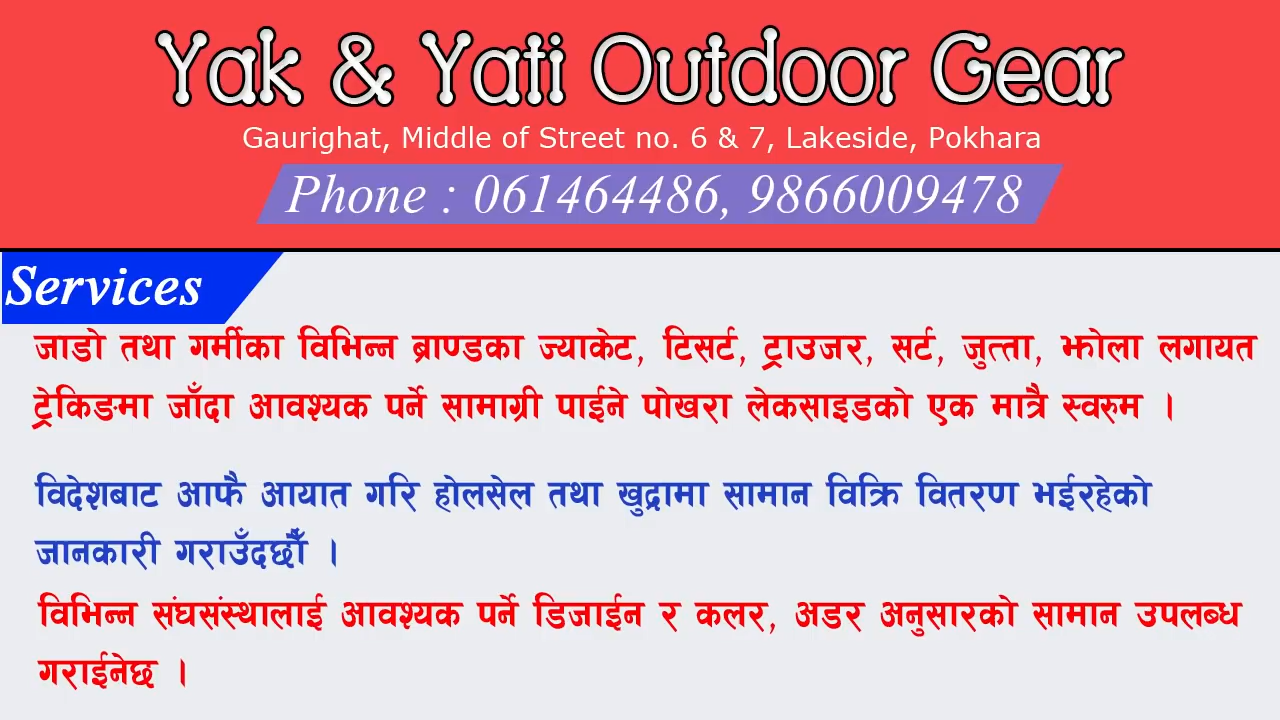 Yak & Yati Outdoor Gear
Gaurighat, Middle of Street no. 6 & 7, Lakeside, Pokhara
Phone : 061464486, 9866009478
Services
जाडो तथा गर्मीका विभिन्न ब्राण्डका ज्याकेट, टिसर्ट, ट्राउजर, सर्ट, जुत्ता, झोला लगायत
ट्रेकिङमा जाँदा आवश्यक पर्ने सामाग्री पाईने पोखरा लेकसाइडको एक मात्रै स्वरुम ।
विदेशबाट आफै आयात गरि होलसेल तथा खुद्रामा सामान विक्रि वितरण भईरहेको
जानकारी गराउँदछौँ ।
विभिन्न संघसंस्थालाई आवश्यक पर्ने डिजाईन र कलर, अडर अनुसारको सामान उपलब्ध
गराईनेछ ।